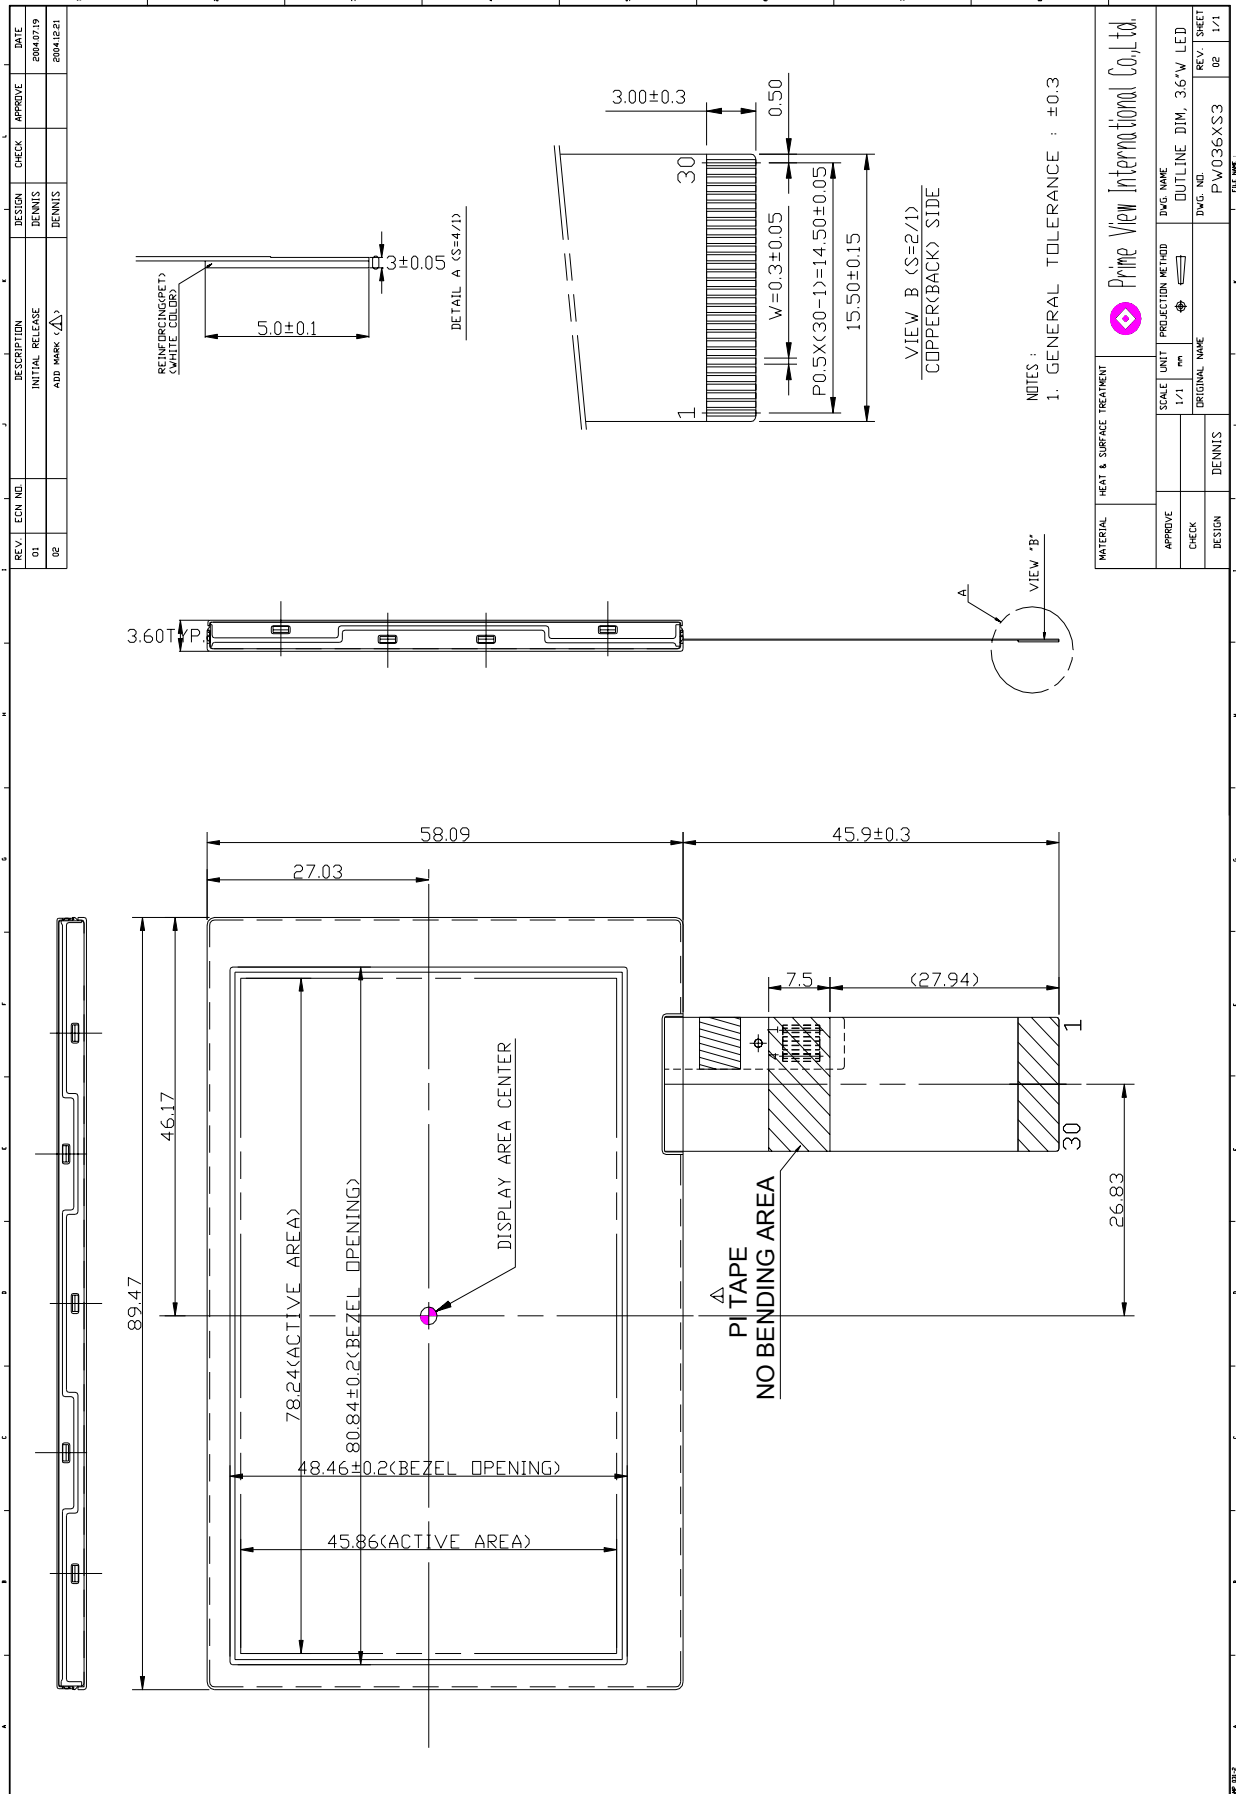 REV. ECN NO. DESCRIPTION DESIGN CHECK APPROVE DATE
01 INITIAL RELEASE DENNIS 2004.07.19
02 ADD MARK (⚠) DENNIS 2004.12.21
REINFORCING(PET)
(WHITE COLOR)
5.0±0.1
3±0.05
DETAIL A (S=4/1)
3.00±0.3
0.50
1
30
W=0.3±0.05
P0.5X(30-1)=14.50±0.05
15.50±0.15
VIEW B (S=2/1)
COPPER(BACK) SIDE
NOTES :
1. GENERAL TOLERANCE : ±0.3
3.60TYP.
A
VIEW "B"
58.09
45.9±0.3
27.03
7.5
(27.94)
46.17
89.47
78.24(ACTIVE AREA)
80.84±0.2(BEZEL OPENING)
48.46±0.2(BEZEL OPENING)
45.86(ACTIVE AREA)
DISPLAY AREA CENTER
1
4
1
30
26.83
PI TAPE
NO BENDING AREA
MATERIAL HEAT & SURFACE TREATMENT
Prime View International Co.,Ltd.
APPROVE
CHECK
DESIGN DENNIS
SCALE 1/1
UNIT mm
PROJECTION METHOD
ORIGINAL NAME
DWG. NAME
OUTLINE DIM, 3.6"W LED
DWG. NO.
PW036XS3
REV. 02
SHEET 1/1
FILE NAME :